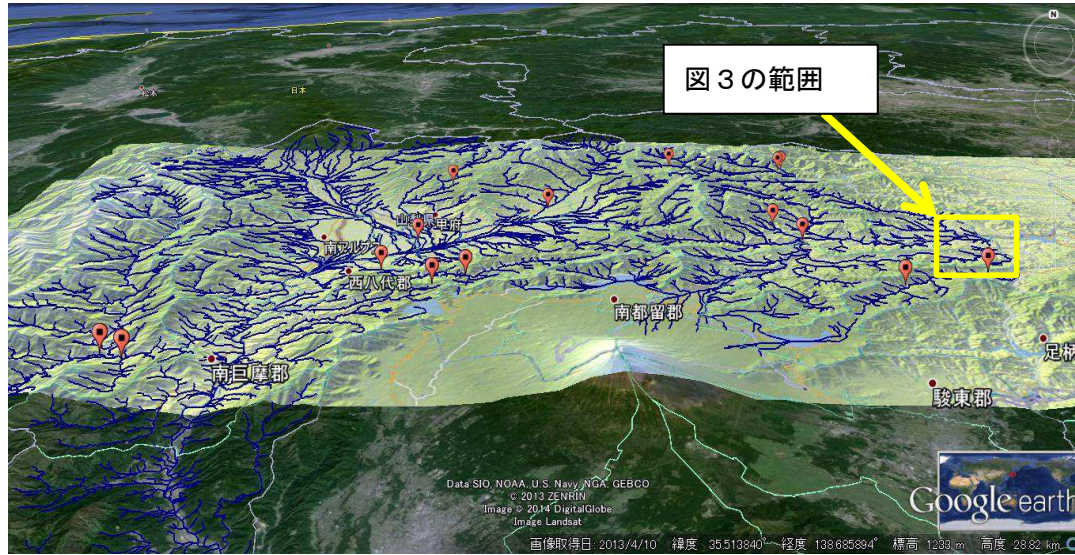 N
図３の範囲
松本
日本
甲府
南アルプ
西八代郡
南都留郡
南巨摩郡
足柄
駿東郡
Data SIO, NOAA, U.S. Navy, NGA, GEBCO
© 2013 ZENRIN
Image © 2014 DigitalGlobe
Image Landsat
Google earth
画像取得日: 2013/4/10 緯度 35.513840° 経度 138.685894° 標高 1233 m 高度 28.82 km